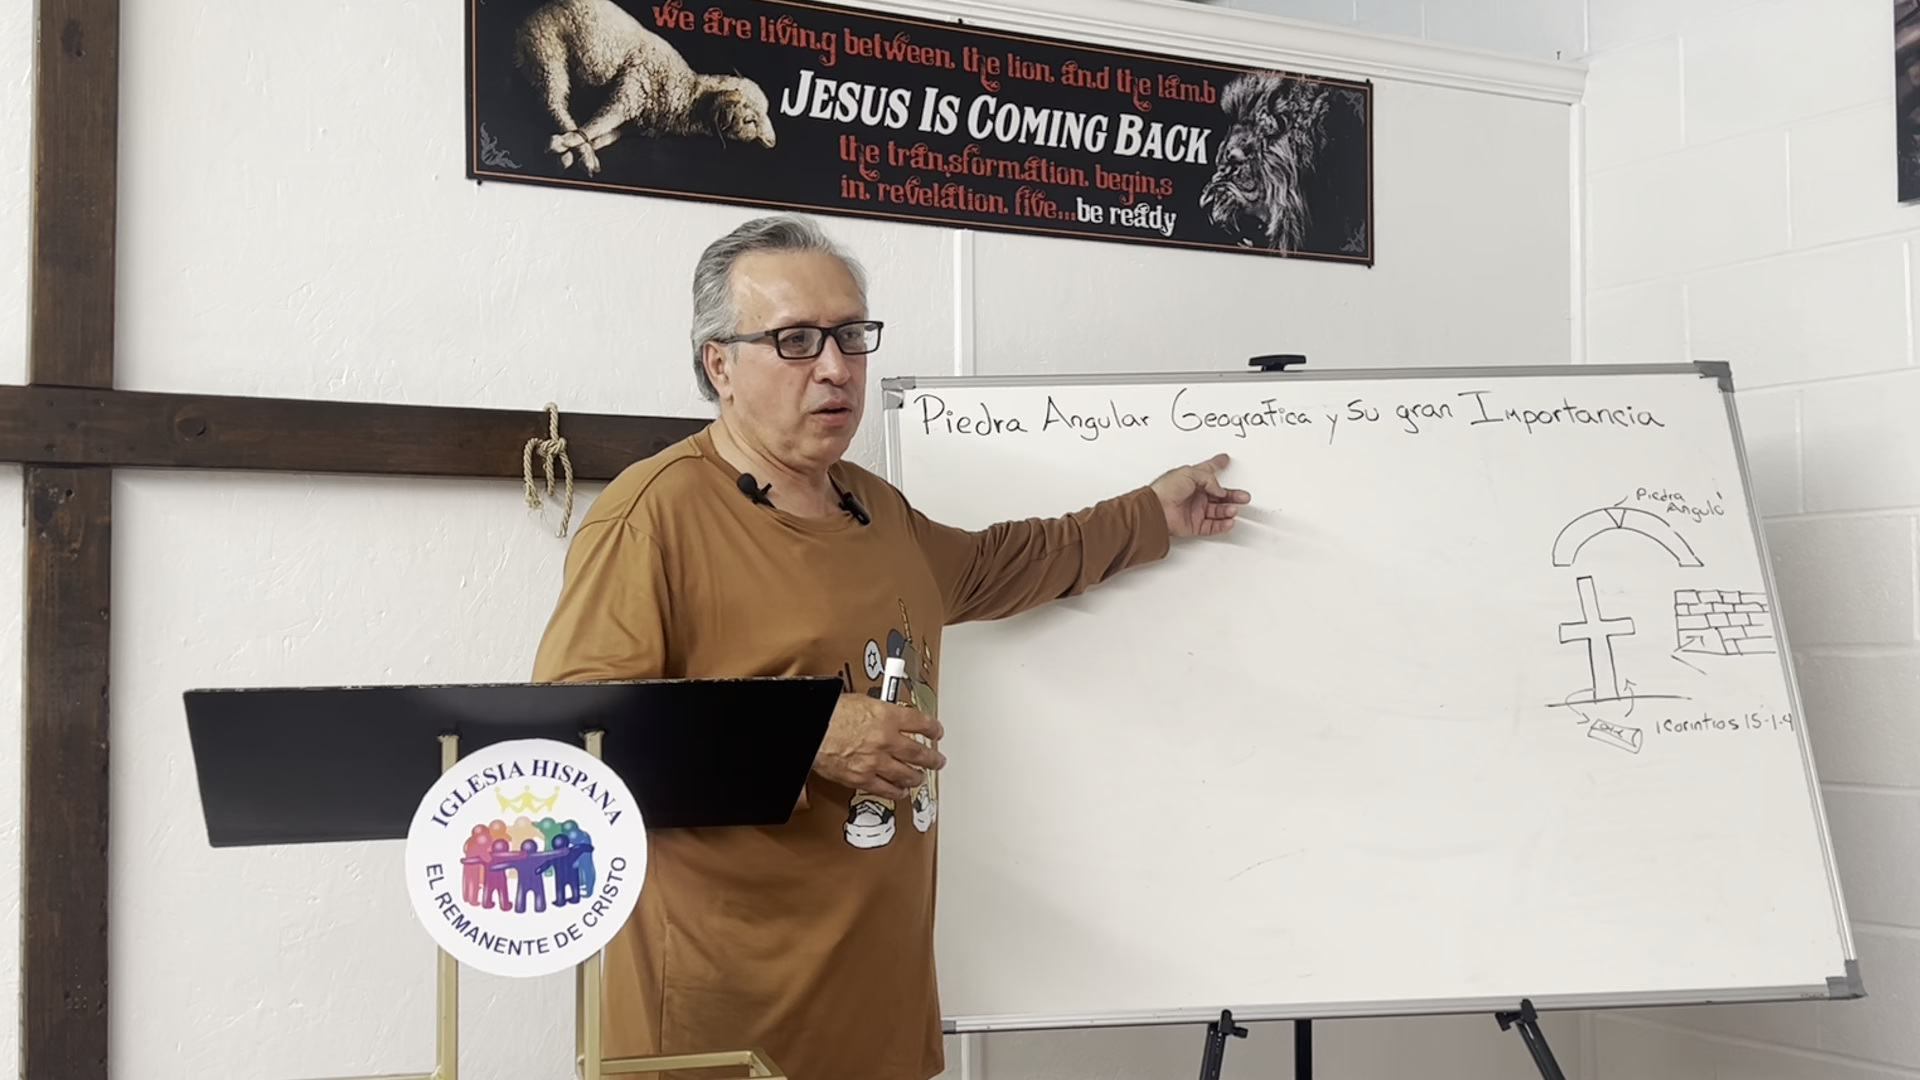 we are living between the lion and the lamb
JESUS IS COMING BACK
the transformation begins
in revelation five...be ready
Piedra Angular Geografica y su gran Importancia
Piedra
Angulo
1 Corintios 15-1-4
IGLESIA HISPANA
EL REMANENTE DE CRISTO